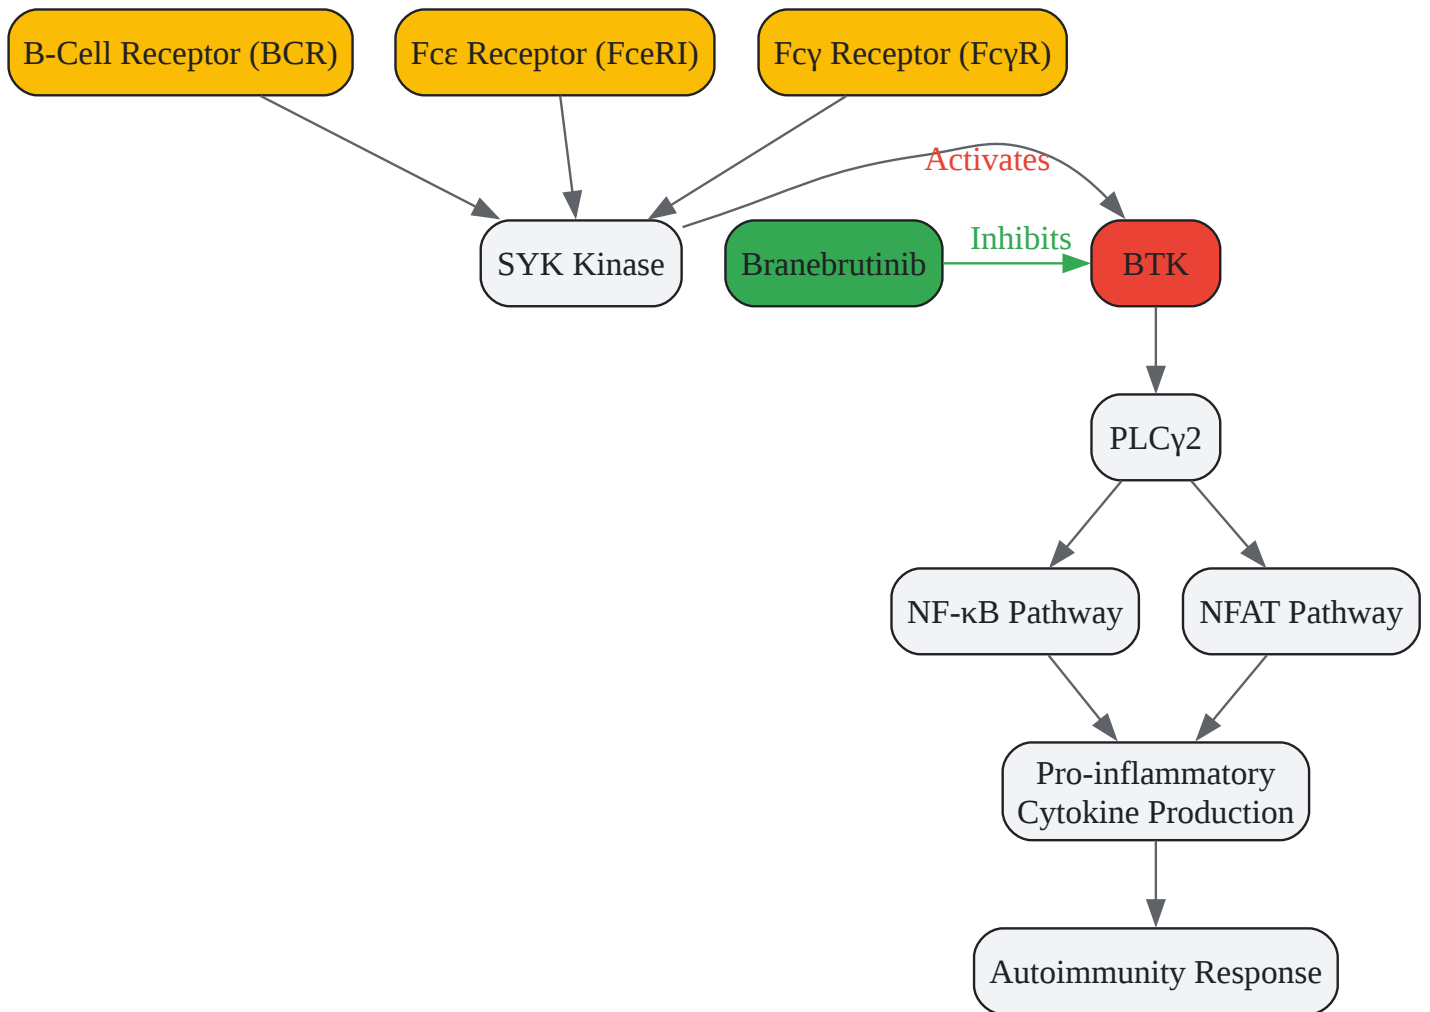 B-Cell Receptor (BCR)
Fcε Receptor (FceRI)
Fcγ Receptor (FcγR)
Activates
SYK Kinase
Branebrutinib
Inhibits
BTK
PLCγ2
NF-κB Pathway
NFAT Pathway
Pro-inflammatory
Cytokine Production
Autoimmunity Response